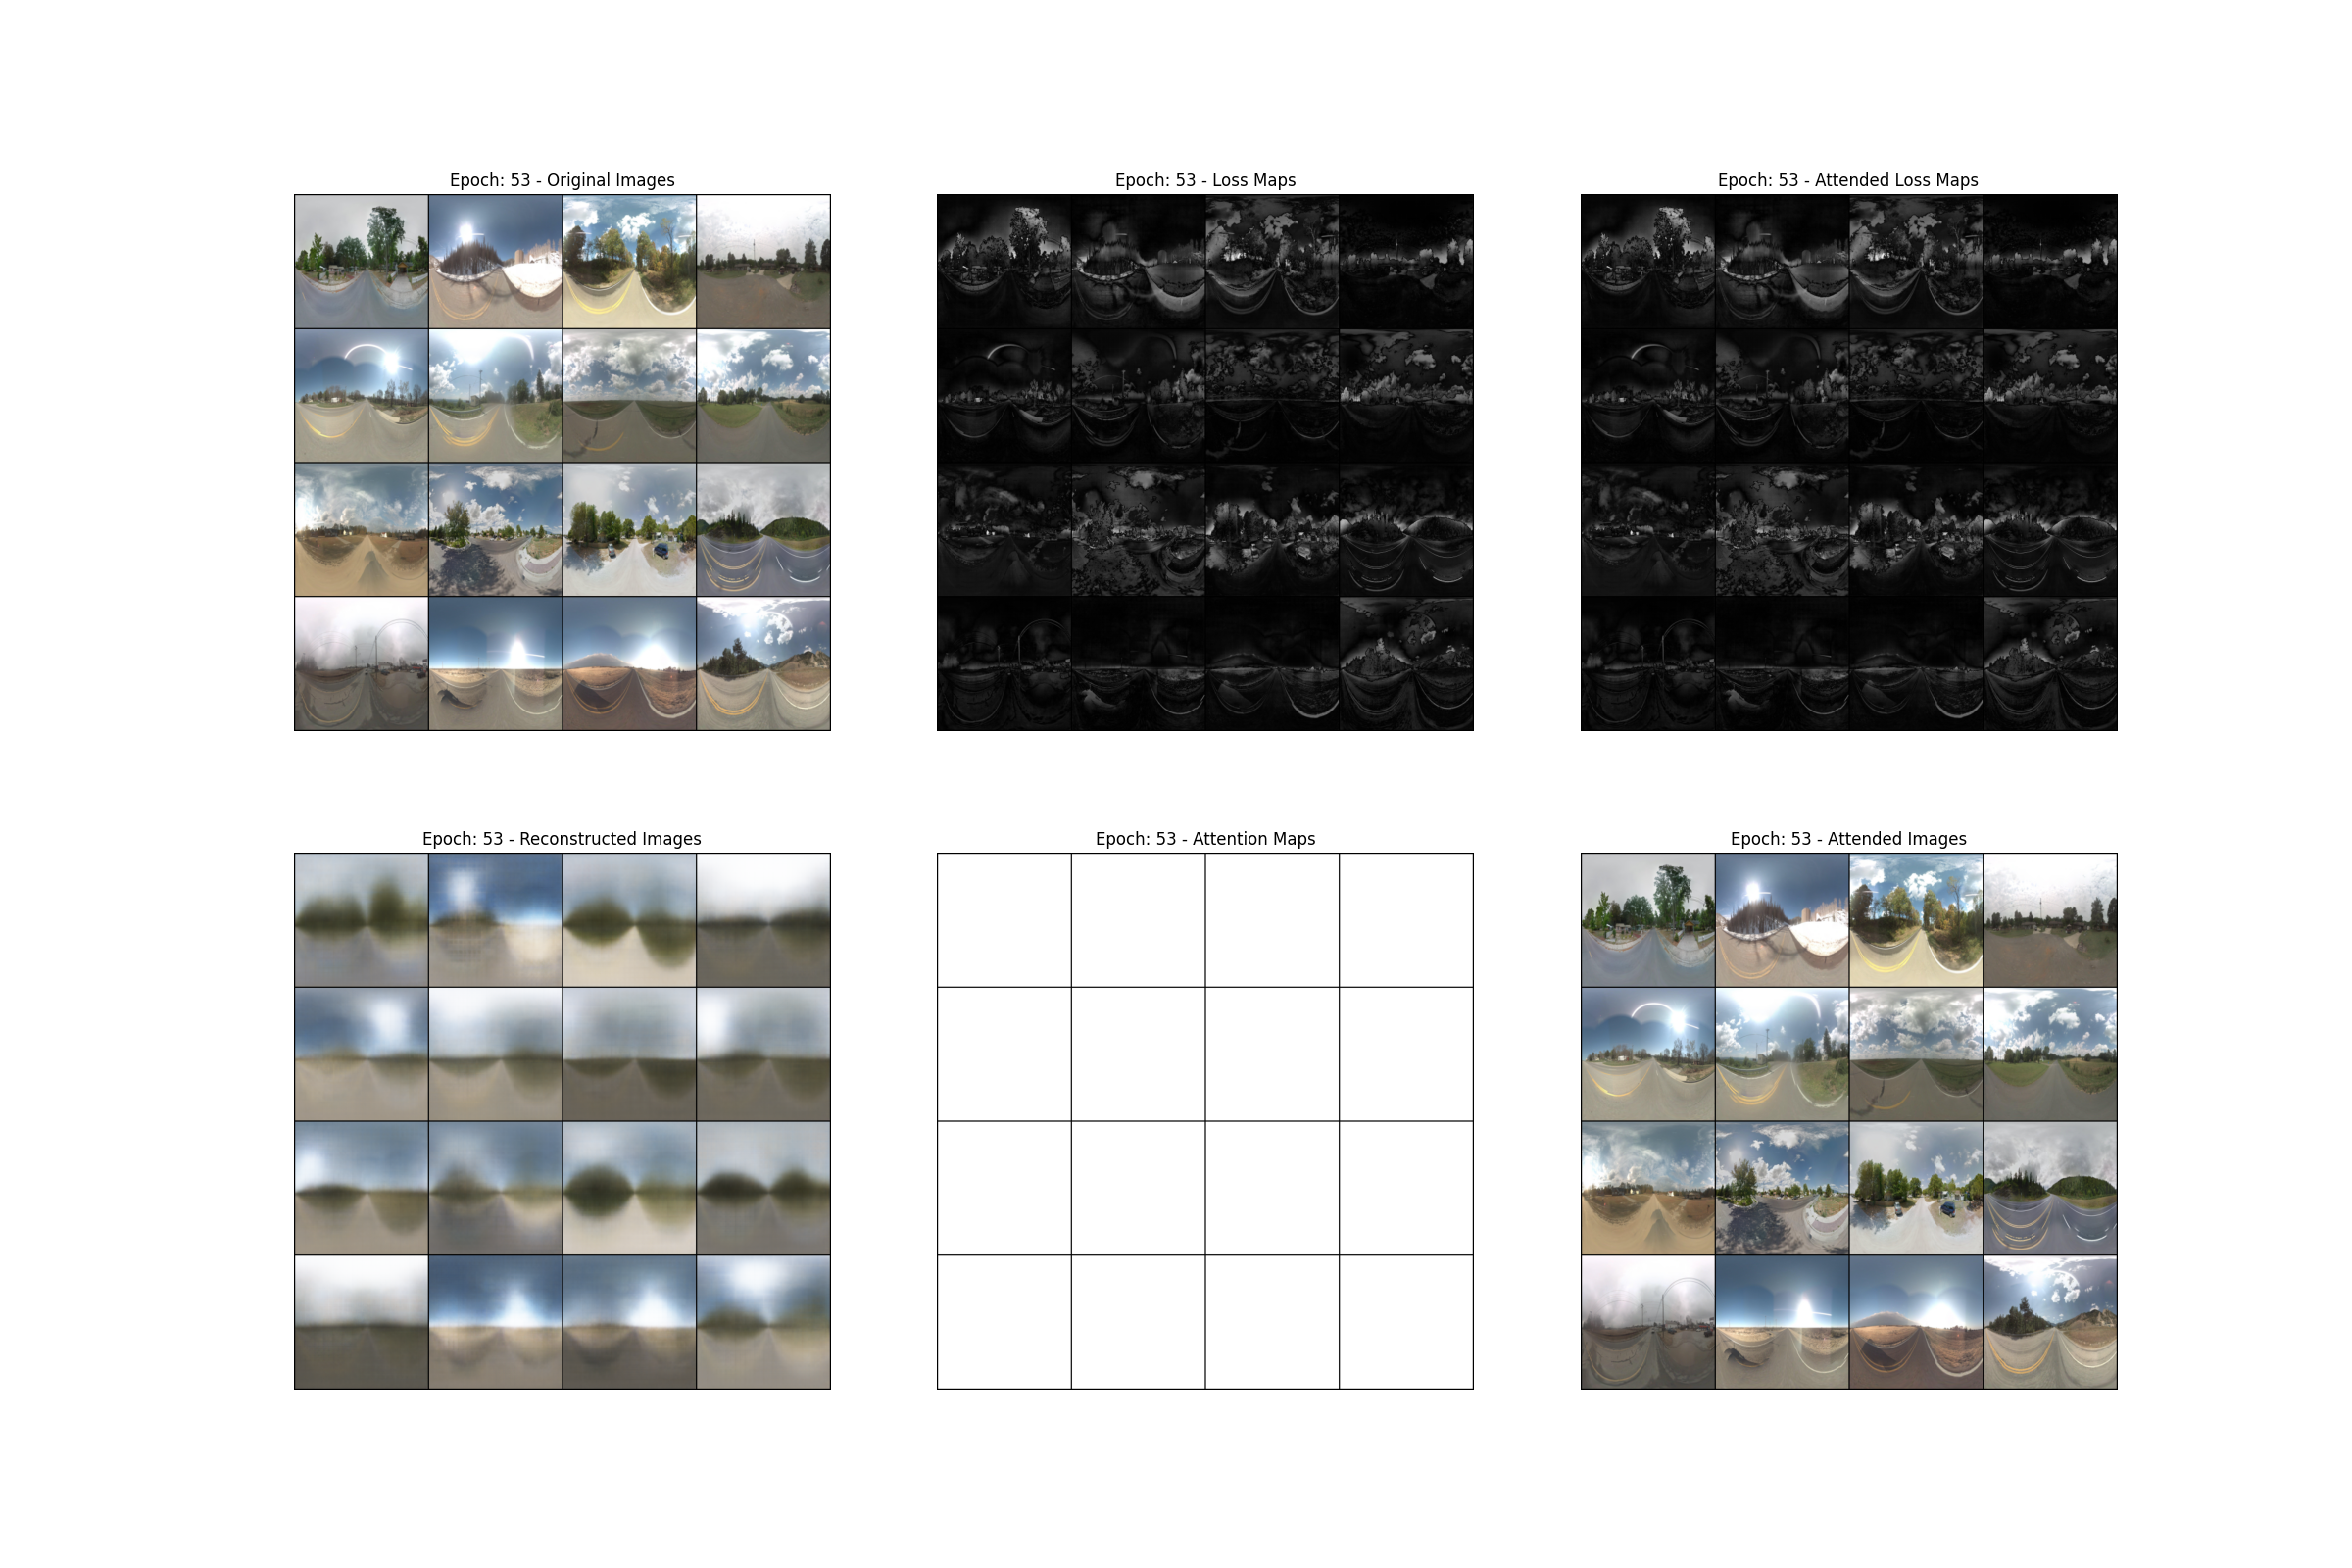 Epoch: 53 - Original Images
Epoch: 53 - Loss Maps
Epoch: 53 - Attended Loss Maps
Epoch: 53 - Reconstructed Images
Epoch: 53 - Attention Maps
Epoch: 53 - Attended Images